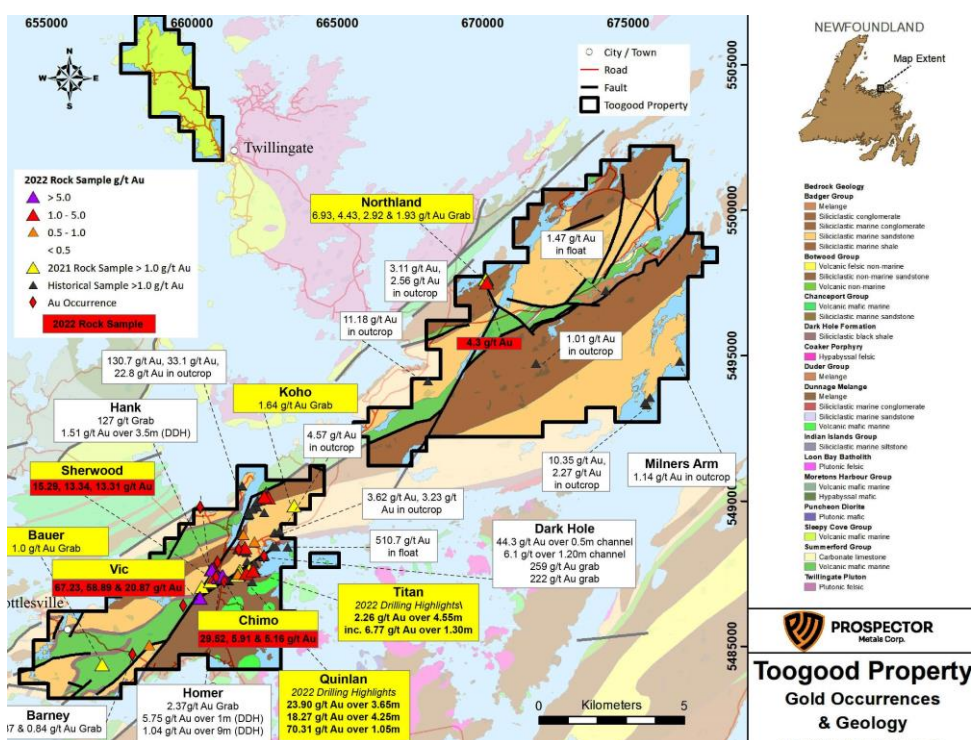 655000
660000
665000
670000
675000
5505000
5500000
5495000
5490000
5485000
N
W
E
S
City / Town
Road
Fault
Toogood Property
Twillingate
2022 Rock Sample g/t Au
> 5.0
1.0 - 5.0
0.5 - 1.0
< 0.5
2021 Rock Sample > 1.0 g/t Au
Historical Sample >1.0 g/t Au
Au Occurrence
2022 Rock Sample
Northland
6.93, 4.43, 2.92 & 1.93 g/t Au Grab
1.47 g/t Au
in float
3.11 g/t Au,
2.56 g/t Au
in outcrop
11.18 g/t Au
in outcrop
4.3 g/t Au
1.01 g/t Au
in outcrop
130.7 g/t Au, 33.1 g/t Au,
22.8 g/t Au in outcrop
Koho
1.64 g/t Au Grab
Hank
127 g/t Grab
1.51 g/t Au over 3.5m (DDH)
4.57 g/t Au
in outcrop
Sherwood
15.29, 13.34, 13.31 g/t Au
10.35 g/t Au,
2.27 g/t Au
in outcrop
Milners Arm
1.14 g/t Au in outcrop
3.62 g/t Au, 3.23 g/t
Au in outcrop
Bauer
1.0 g/t Au Grab
510.7 g/t Au
in float
Dark Hole
44.3 g/t Au over 0.5m channel
6.1 g/t over 1.20m channel
259 g/t Au grab
222 g/t Au grab
Vic
67.23, 58.69 & 20.87 g/t Au
Titan
2022 Drilling Highlights\
2.26 g/t Au over 4.55m
inc. 6.77 g/t Au over 1.30m
ottlesville
Chimo
29.52, 5.91 & 5.16 g/t Au
Quinlan
2022 Drilling Highlights
23.90 g/t Au over 3.65m
18.27 g/t Au over 4.25m
70.31 g/t Au over 1.05m
Homer
2.37g/t Au Grab
5.75 g/t Au over 1m (DDH)
1.04 g/t Au over 9m (DDH)
Barney
37 & 0.84 g/t Au Grab
Kilometers
0
5
NEWFOUNDLAND
Map Extent
Bedrock Geology
Badger Group
Melange
Siliciclastic conglomerate
Siliciclastic marine conglomerate
Siliciclastic marine sandstone
Siliciclastic marine shale
Botwood Group
Volcanic felsic non-marine
Siliciclastic non-marine sandstone
Volcanic non-marine
Chanceport Group
Volcanic mafic marine
Siliciclastic marine sandstone
Dark Hole Formation
Siliciclastic black shale
Coaker Porphyry
Hypabyssal felsic
Duder Group
Melange
Dunnage Melange
Melange
Siliciclastic marine conglomerate
Siliciclastic marine sandstone
Volcanic mafic marine
Indian Islands Group
Siliciclastic marine siltstone
Loon Bay Batholith
Plutonic felsic
Moretons Harbour Group
Volcanic mafic marine
Hypabyssal mafic
Puncheon Diorite
Plutonic mafic
Sleepy Cove Group
Volcanic mafic marine
Summerford Group
Carbonate limestone
Volcanic mafic marine
Twillingate Pluton
Plutonic felsic
PROSPECTOR
Metals Corp.
Toogood Property
Gold Occurrences
& Geology